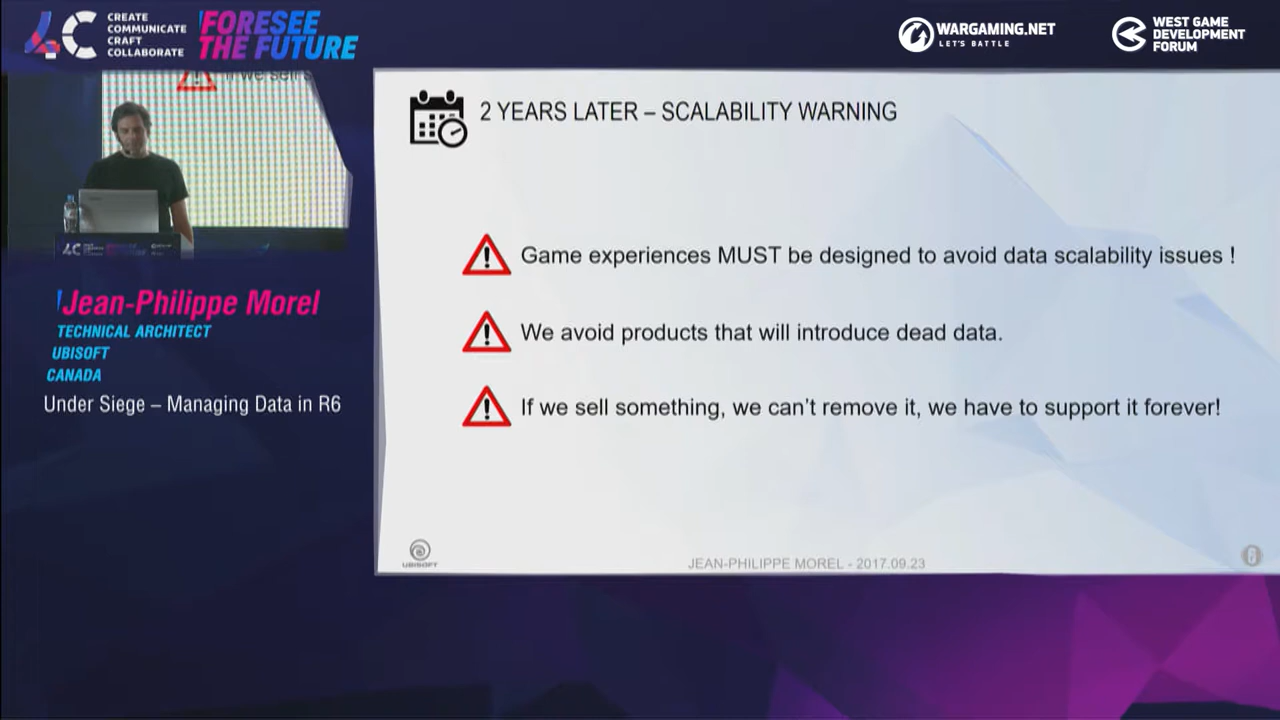 4C
CREATE
COMMUNICATE
CRAFT
COLLABORATE
FORESEE
THE FUTURE
WARGAMING.NET
LET'S BATTLE
WEST GAME
DEVELOPMENT
FORUM
2 YEARS LATER – SCALABILITY WARNING
Game experiences MUST be designed to avoid data scalability issues !
We avoid products that will introduce dead data.
If we sell something, we can't remove it, we have to support it forever!
Jean-Philippe Morel
TECHNICAL ARCHITECT
UBISOFT
CANADA
Under Siege – Managing Data in R6
UBISOFT
JEAN-PHILIPPE MOREL - 2017.09.23
6